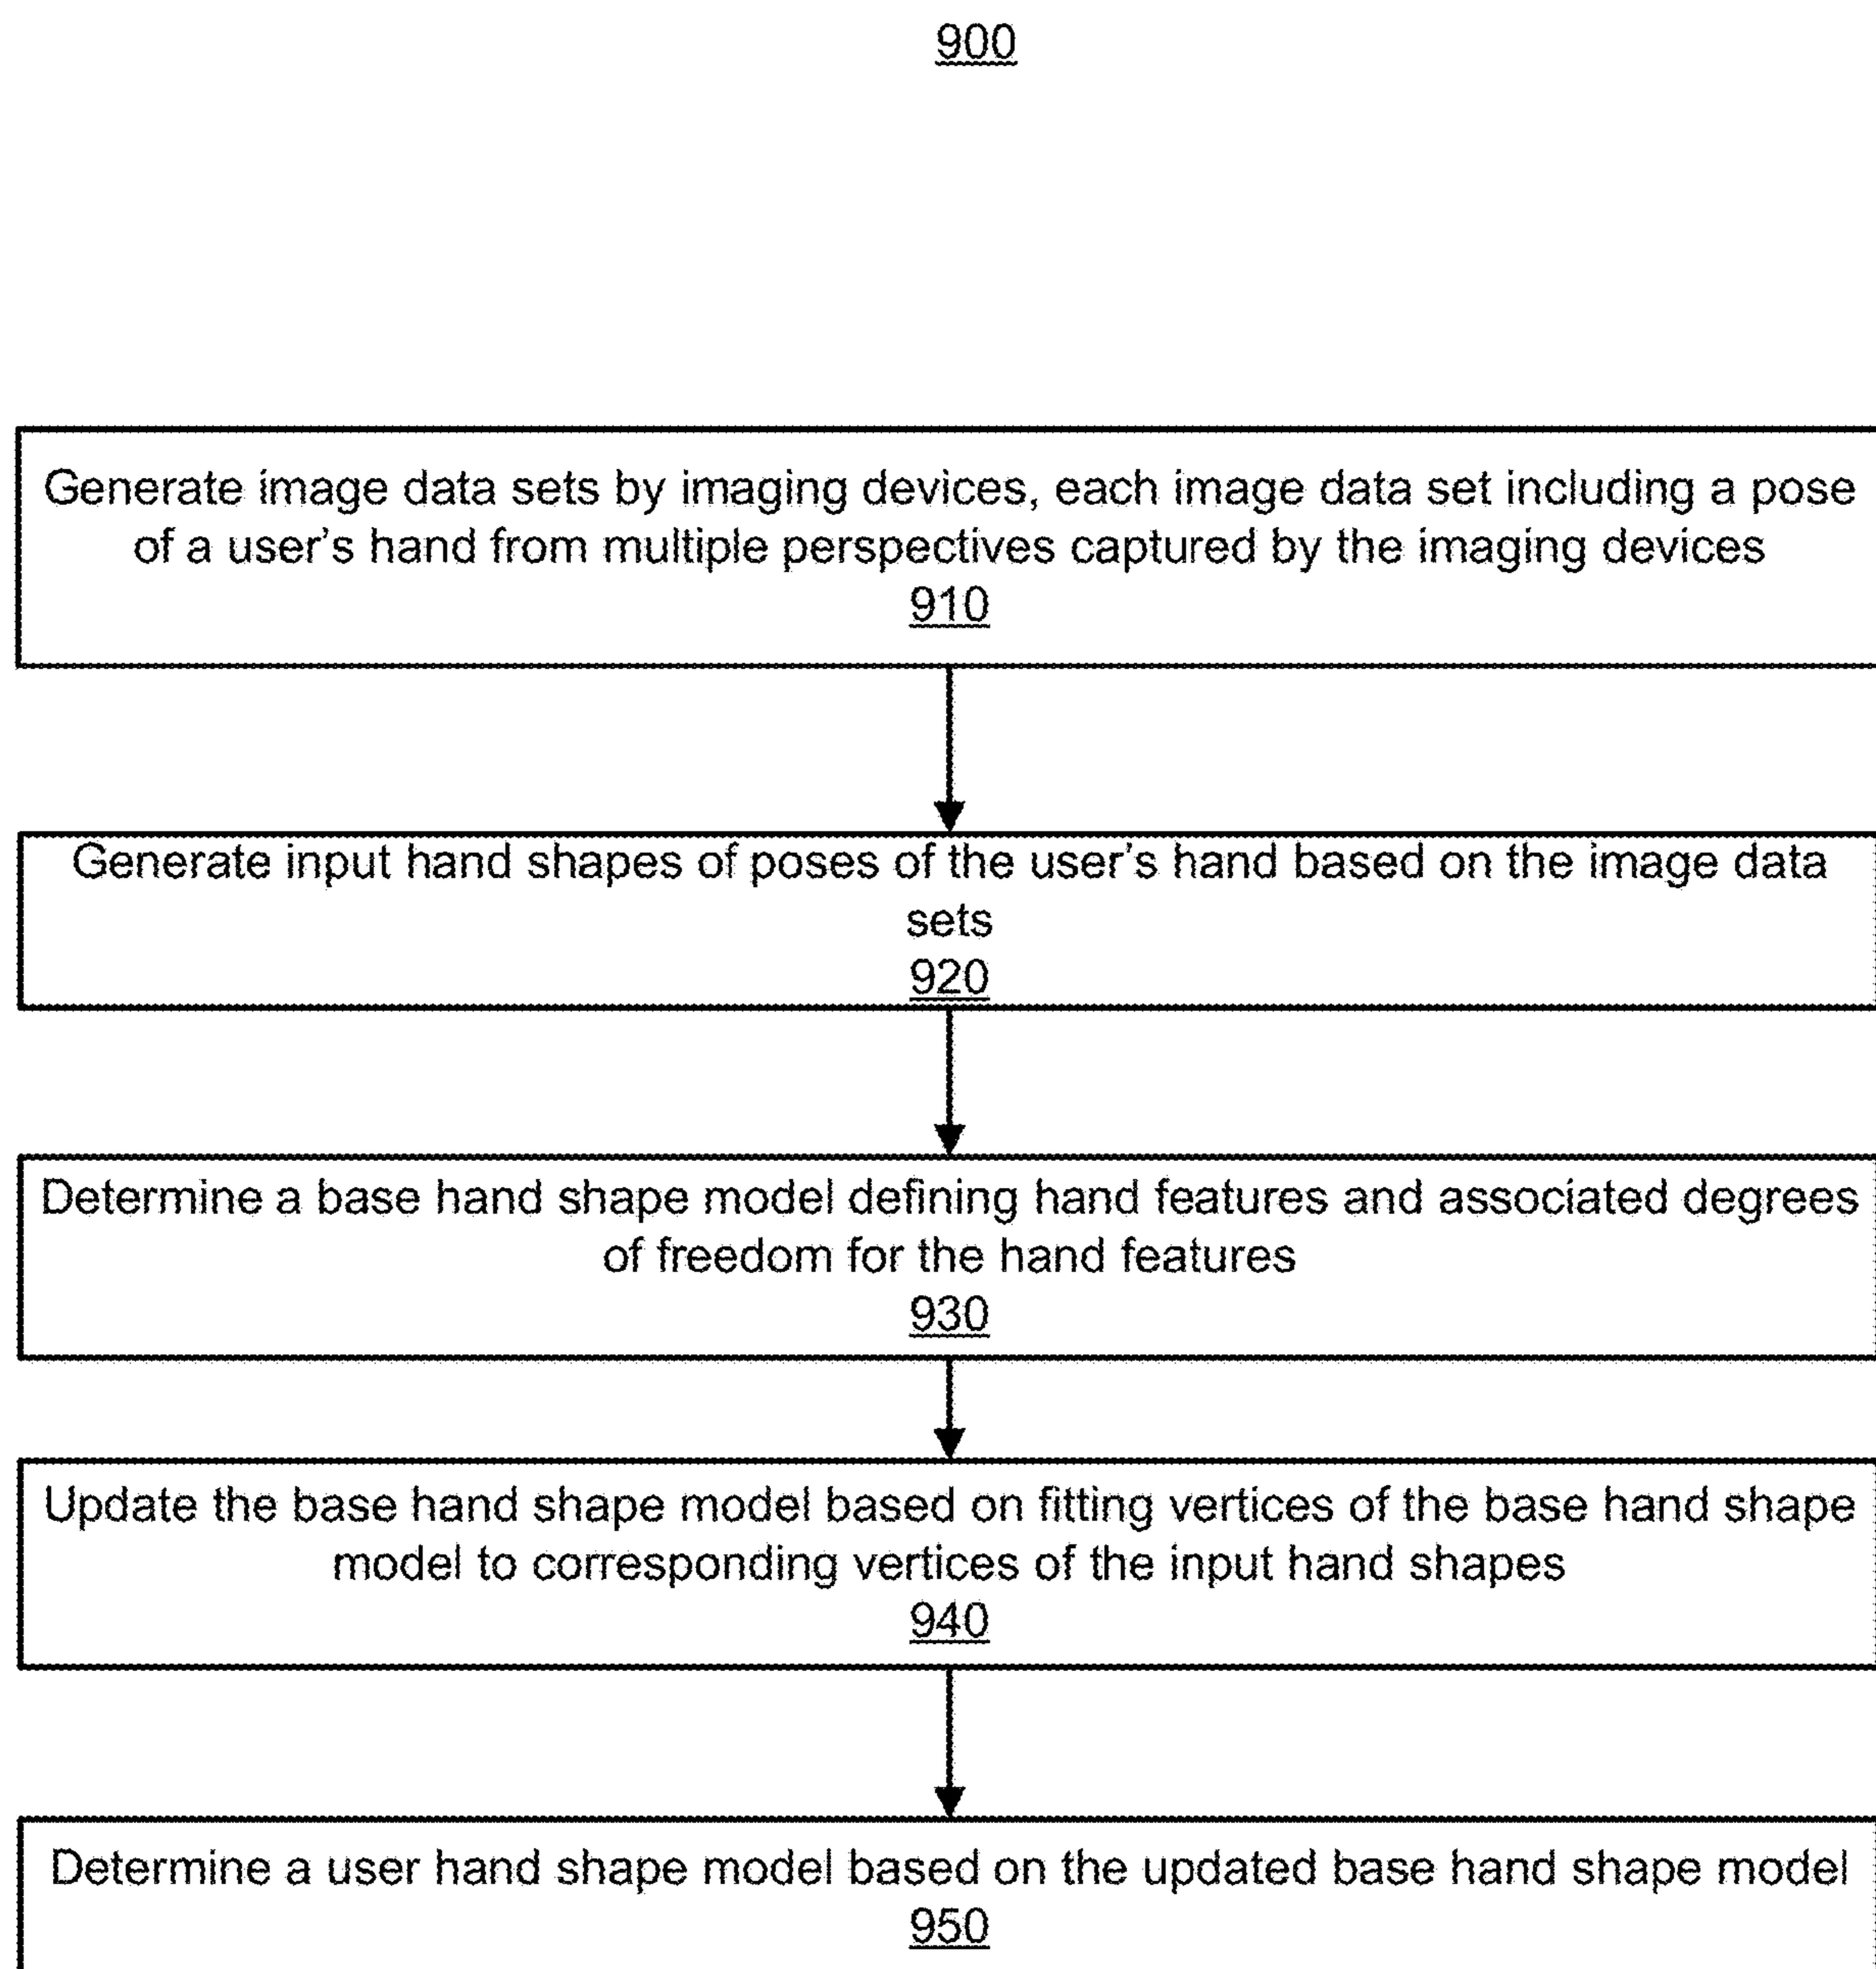 900
Generate image data sets by imaging devices, each image data set including a pose
of a user's hand from multiple perspectives captured by the imaging devices
910
Generate input hand shapes of poses of the user's hand based on the image data
sets
920
Determine a base hand shape model defining hand features and associated degrees
of freedom for the hand features
930
Update the base hand shape model based on fitting vertices of the base hand shape
model to corresponding vertices of the input hand shapes
940
Determine a user hand shape model based on the updated base hand shape model
950